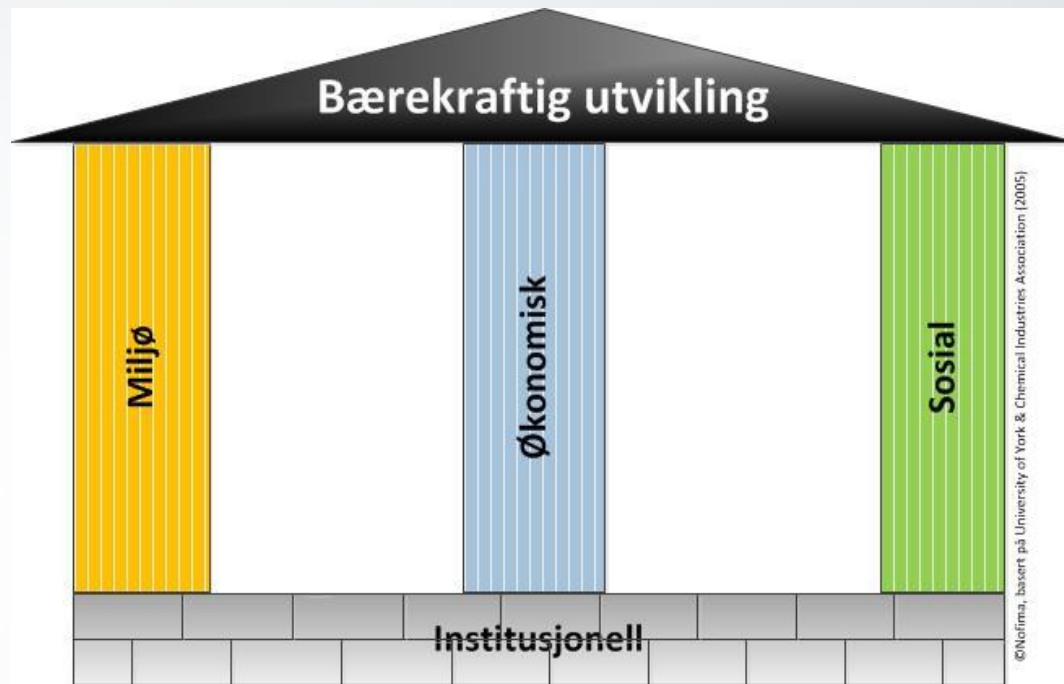 Bærekraftig utvikling
Miljø
Økonomisk
Sosial
Institusjonell
©Nofima, basert på University of York & Chemical Industries Association (2005)